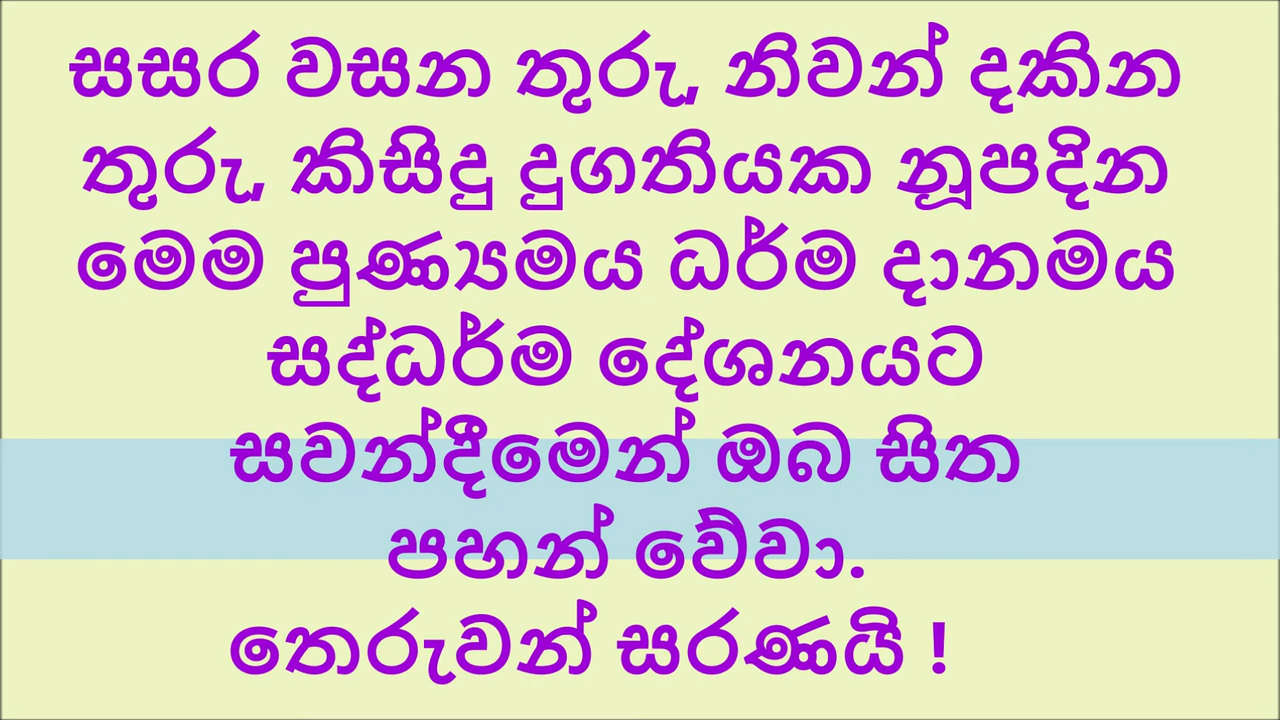 සසර වසන තුරු, නිවන් දකින
තුරු, කිසිදු දුගතියක නූපදින
මෙම පුණ්‍යමය ධර්ම දානමය
සද්ධර්ම දේශනයට
සවන්දීමෙන් ඔබ සිත
පහන් වේවා.
තෙරුවන් සරණයි !